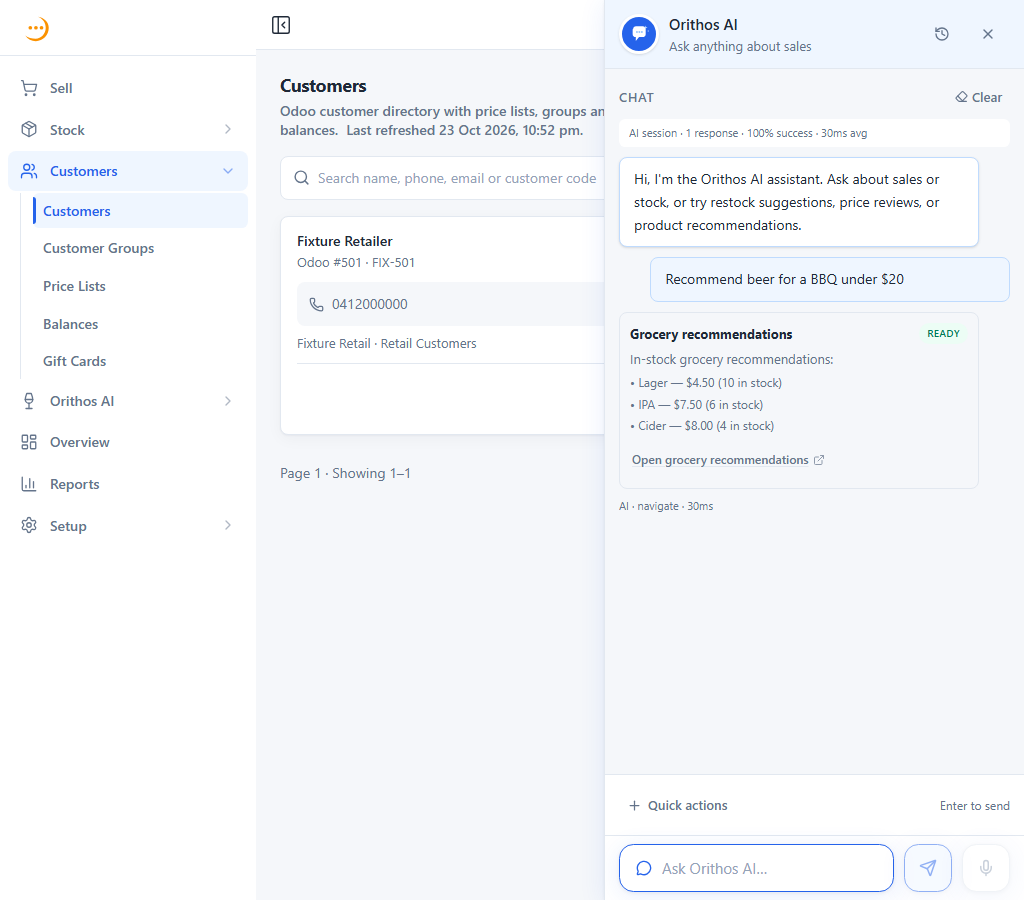 Sell
Stock
Customers
Customers
Customer Groups
Price Lists
Balances
Gift Cards
Orithos AI
Overview
Reports
Setup
Customers
Odoo customer directory with price lists, groups an
balances. Last refreshed 23 Oct 2026, 10:52 pm.
Search name, phone, email or customer code
Fixture Retailer
Odoo #501 · FIX-501
0412000000
Fixture Retail · Retail Customers
Page 1 · Showing 1–1
Orithos AI
Ask anything about sales
CHAT
Clear
AI session · 1 response · 100% success · 30ms avg
Hi, I'm the Orithos AI assistant. Ask about sales or
stock, or try restock suggestions, price reviews, or
product recommendations.
Recommend beer for a BBQ under $20
Grocery recommendations
READY
In-stock grocery recommendations:
• Lager — $4.50 (10 in stock)
• IPA — $7.50 (6 in stock)
• Cider — $8.00 (4 in stock)
Open grocery recommendations
AI · navigate · 30ms
Quick actions
Enter to send
Ask Orithos AI...